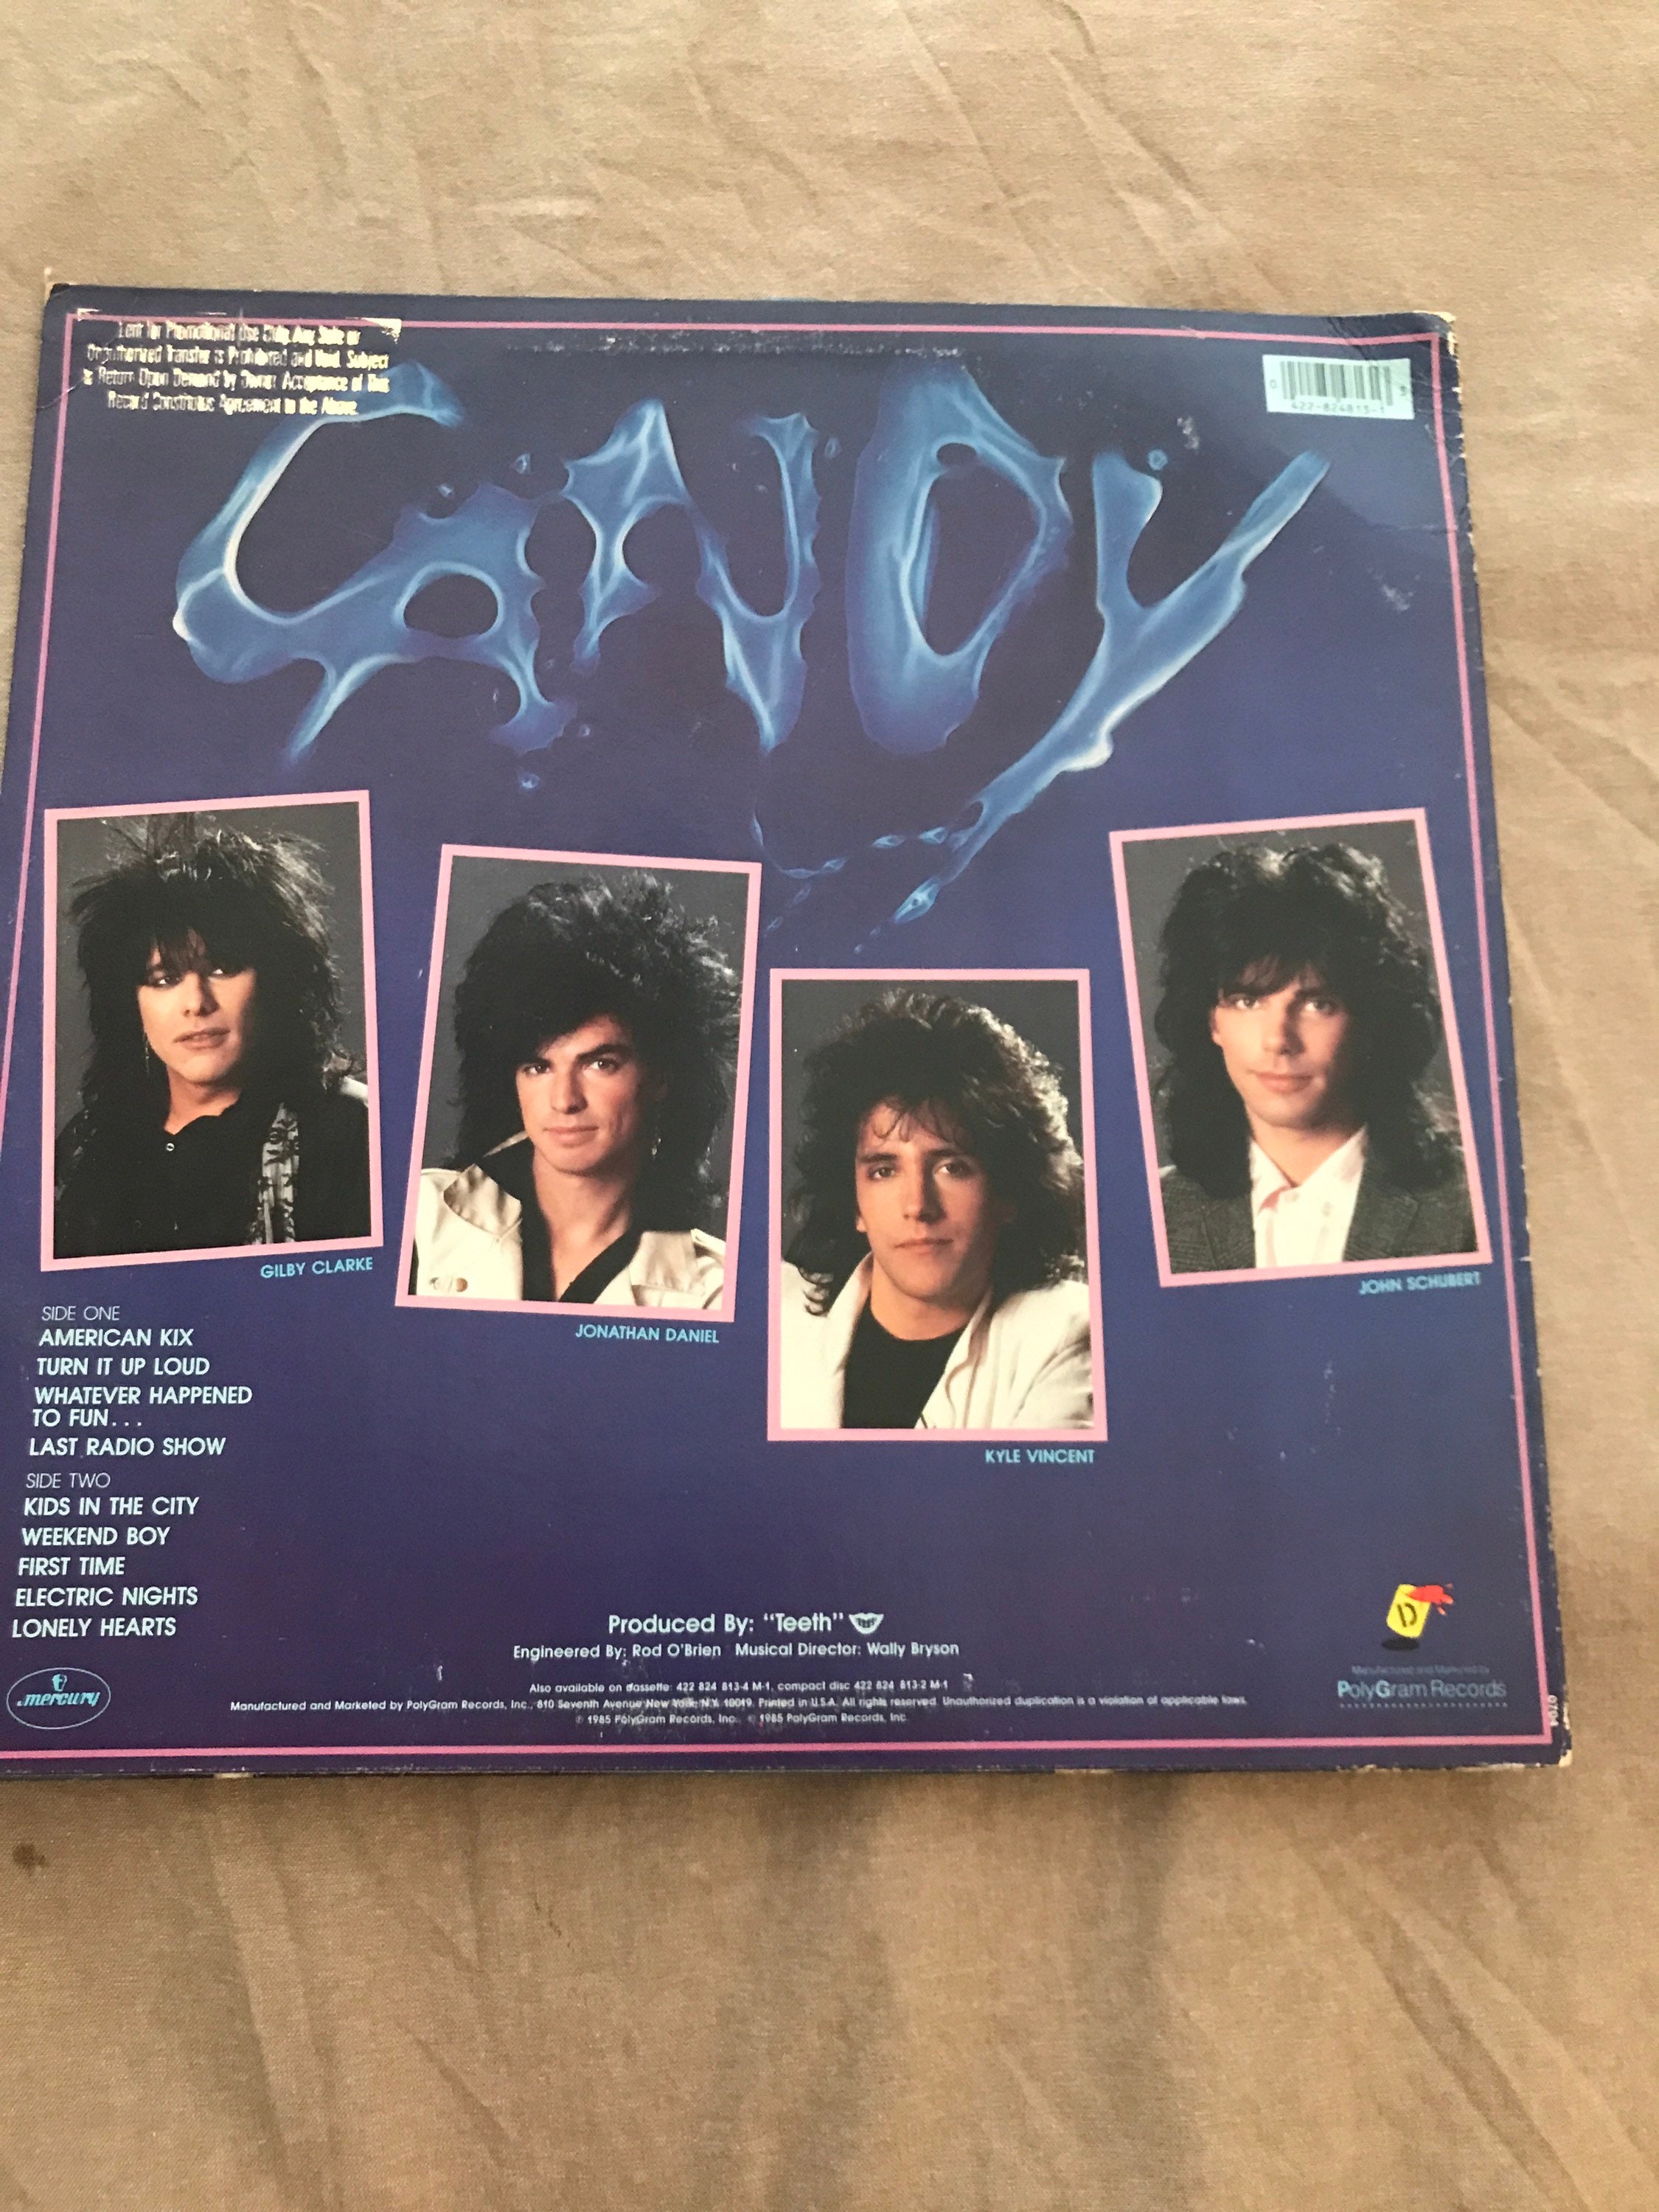 Lent for Promotional Use Only. Any Sale or
Unauthorized Transfer is Prohibited and Void. Subject
to Return Upon Demand by Owner. Acceptance of This
Record Constitutes Agreement to the Above.
CANDY
GILBY CLARKE
JONATHAN DANIEL
KYLE VINCENT
JOHN SCHUBERT
SIDE ONE
AMERICAN KIX
TURN IT UP LOUD
WHATEVER HAPPENED
TO FUN...
LAST RADIO SHOW
SIDE TWO
KIDS IN THE CITY
WEEKEND BOY
FIRST TIME
ELECTRIC NIGHTS
LONELY HEARTS
Produced By: "Teeth"
Engineered By: Rod O'Brien Musical Director: Wally Bryson
Also available on cassette: 422 824 813-4 M-1, compact disc 422 824 813-2 M-1
Manufactured and Marketed by PolyGram Records, Inc., 810 Seventh Avenue, New York, N.Y. 10019. Printed in U.S.A. All rights reserved. Unauthorized duplication is a violation of applicable laws.
℗ 1985 PolyGram Records, Inc. © 1985 PolyGram Records, Inc.
mercury
D
Manufactured and Marketed by
PolyGram Records